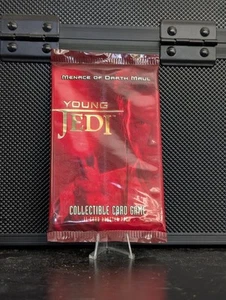 MENACE OF DARTH MAUL
YOUNG
JEDI
COLLECTIBLE CARD GAME